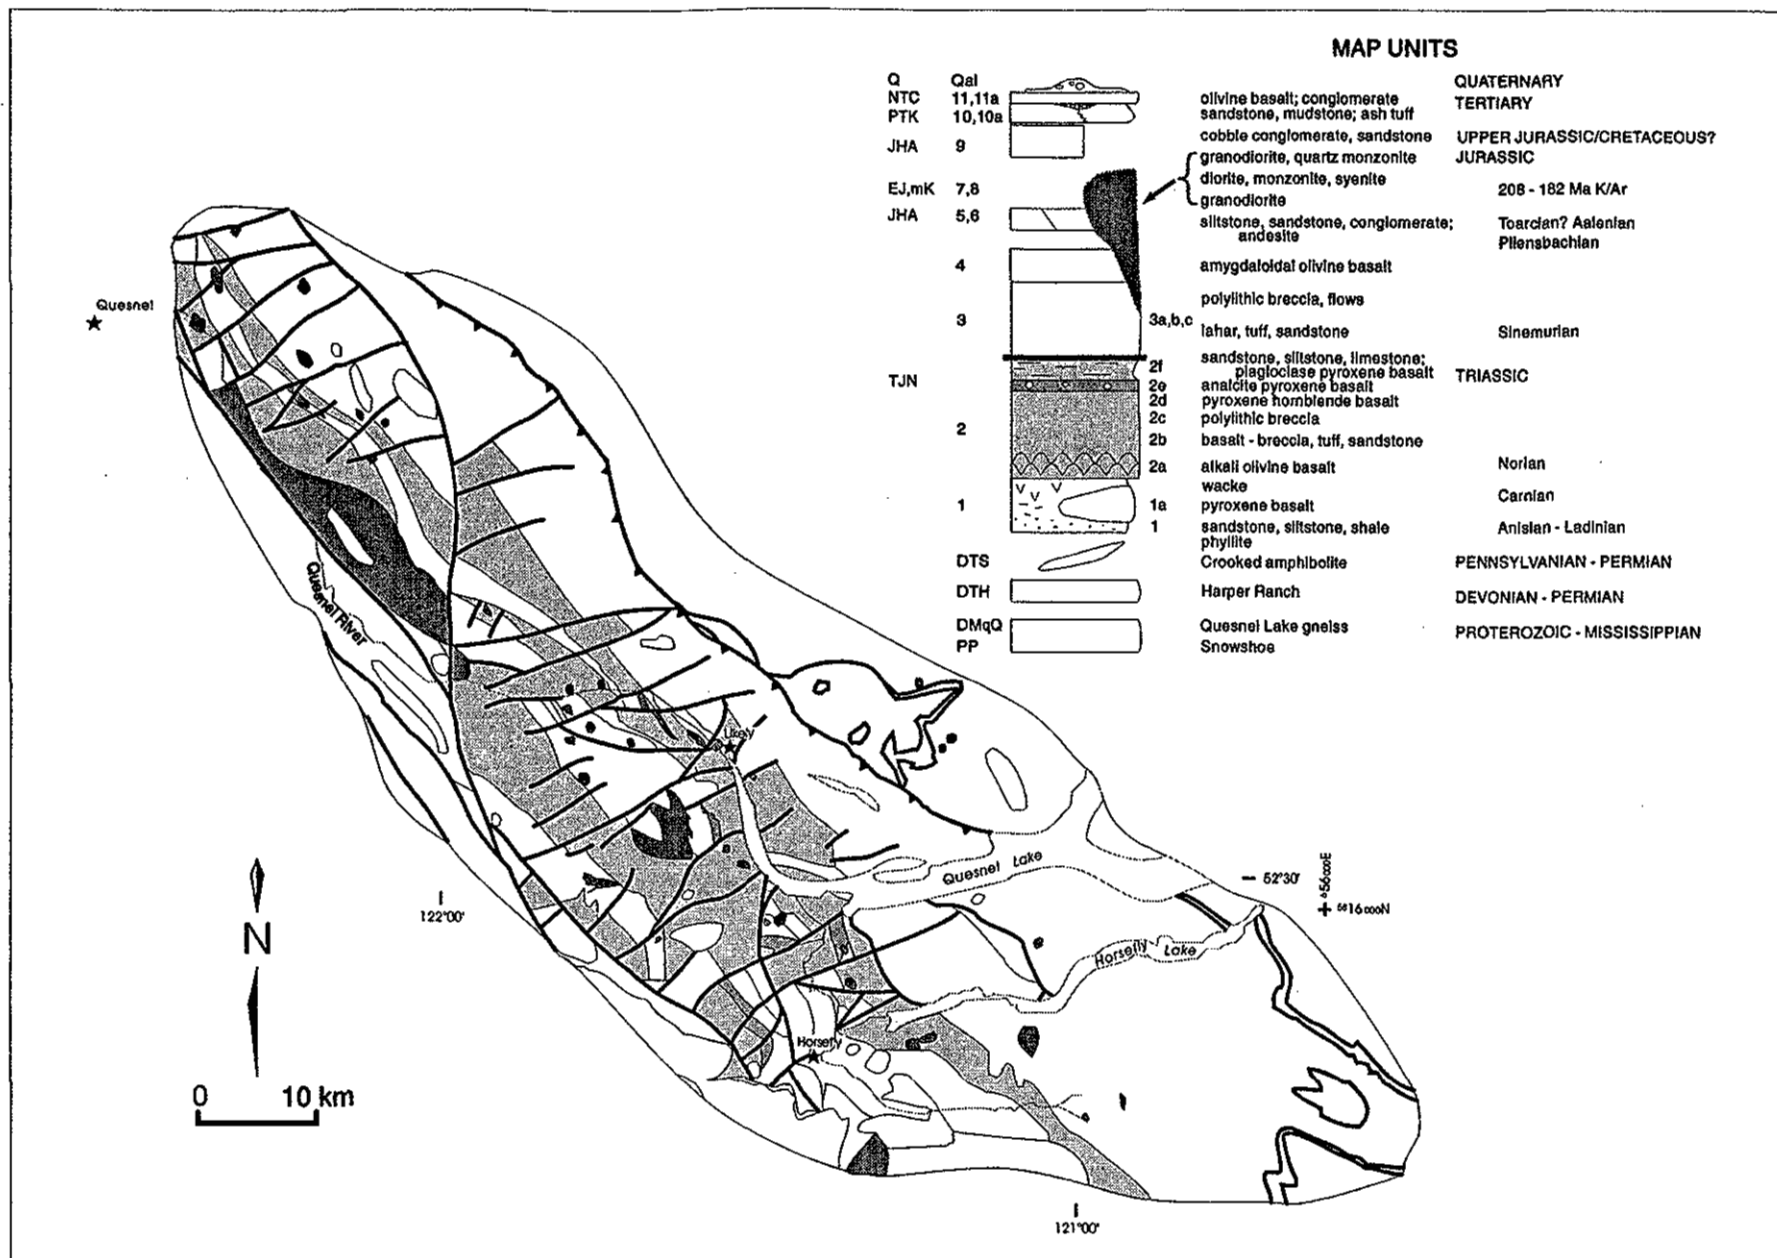 MAP UNITS
Q Qal QUATERNARY
NTC 11,11a olivine basalt; conglomerate TERTIARY
PTK 10,10a sandstone, mudstone; ash tuff
JHA 9 cobble conglomerate, sandstone UPPER JURASSIC/CRETACEOUS?
granodiorite, quartz monzonite JURASSIC
EJ,mK 7,8 diorite, monzonite, syenite 208 - 182 Ma K/Ar
granodiorite
JHA 5,6 siltstone, sandstone, conglomerate; Toarcian? Aalenian
andesite Pliensbachian
4 amygdaloidal olivine basalt
polylithic breccia, flows
3 3a,b,c lahar, tuff, sandstone Sinemurian
sandstone, siltstone, limestone;
2f plagioclase pyroxene basalt
TJN 2e analcite pyroxene basalt TRIASSIC
2d pyroxene hornblende basalt
2c polylithic breccia
2 2b basalt - breccia, tuff, sandstone
2a alkali olivine basalt Norian
wacke
1 1a pyroxene basalt Carnian
1 sandstone, siltstone, shale Anisian - Ladinian
phyllite
DTS Crooked amphibolite PENNSYLVANIAN - PERMIAN
DTH Harper Ranch DEVONIAN - PERMIAN
DMqQ Quesnel Lake gneiss PROTEROZOIC - MISSISSIPPIAN
PP Snowshoe
Quesnel
Quesnel River
Likely
Quesnel Lake
52°30'
656000E
5816000N
122°00'
N
Horsefly Lake
Horsefly
0 10 km
121°00'